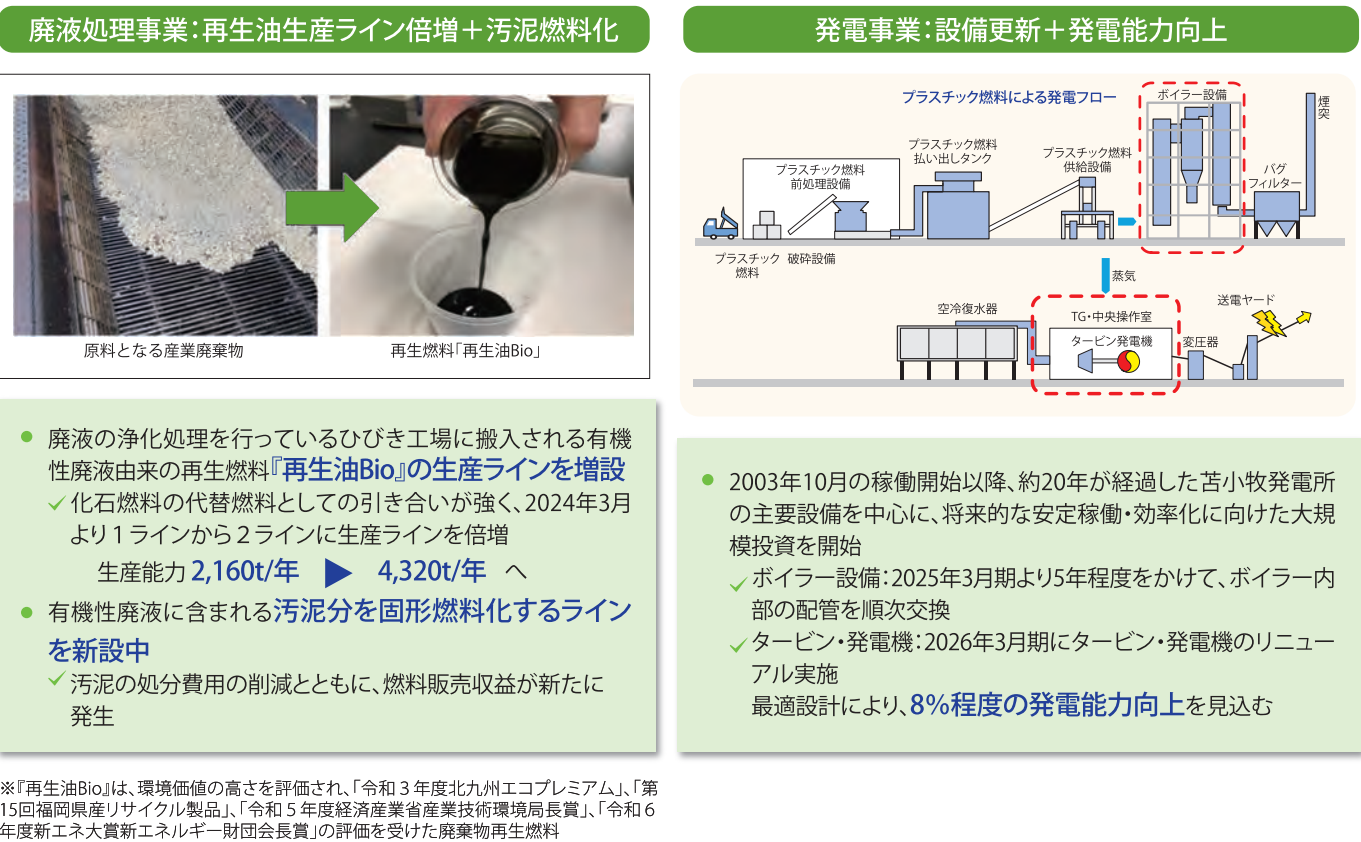 廃液処理事業：再生油生産ライン倍増＋汚泥燃料化
原料となる産業廃棄物
再生燃料「再生油Bio」
● 廃液の浄化処理を行っているひびき工場に搬入される有機
性廃液由来の再生燃料『再生油Bio』の生産ラインを増設
✓ 化石燃料の代替燃料としての引き合いが強く、2024年3月
より１ラインから２ラインに生産ラインを倍増
生産能力 2,160t/年 ▶ 4,320t/年 へ
● 有機性廃液に含まれる汚泥分を固形燃料化するライン
を新設中
✓ 汚泥の処分費用の削減とともに、燃料販売収益が新たに
発生
※『再生油Bio』は、環境価値の高さを評価され、「令和３年度北九州エコプレミアム」、「第
15回福岡県産リサイクル製品」、「令和５年度経済産業省産業技術環境局長賞」、「令和６
年度新エネ大賞新エネルギー財団会長賞」の評価を受けた廃棄物再生燃料
発電事業：設備更新＋発電能力向上
プラスチック燃料による発電フロー
ボイラー設備
煙突
プラスチック燃料
払い出しタンク
プラスチック燃料
供給設備
プラスチック燃料
前処理設備
バグ
フィルター
プラスチック
燃料
破砕設備
蒸気
空冷復水器
TG・中央操作室
タービン発電機
変圧器
送電ヤード
● 2003年10月の稼働開始以降、約20年が経過した苫小牧発電所
の主要設備を中心に、将来的な安定稼働・効率化に向けた大規
模投資を開始
✓ ボイラー設備：2025年3月期より5年程度をかけて、ボイラー内
部の配管を順次交換
✓ タービン・発電機：2026年3月期にタービン・発電機のリニュー
アル実施
最適設計により、8%程度の発電能力向上を見込む